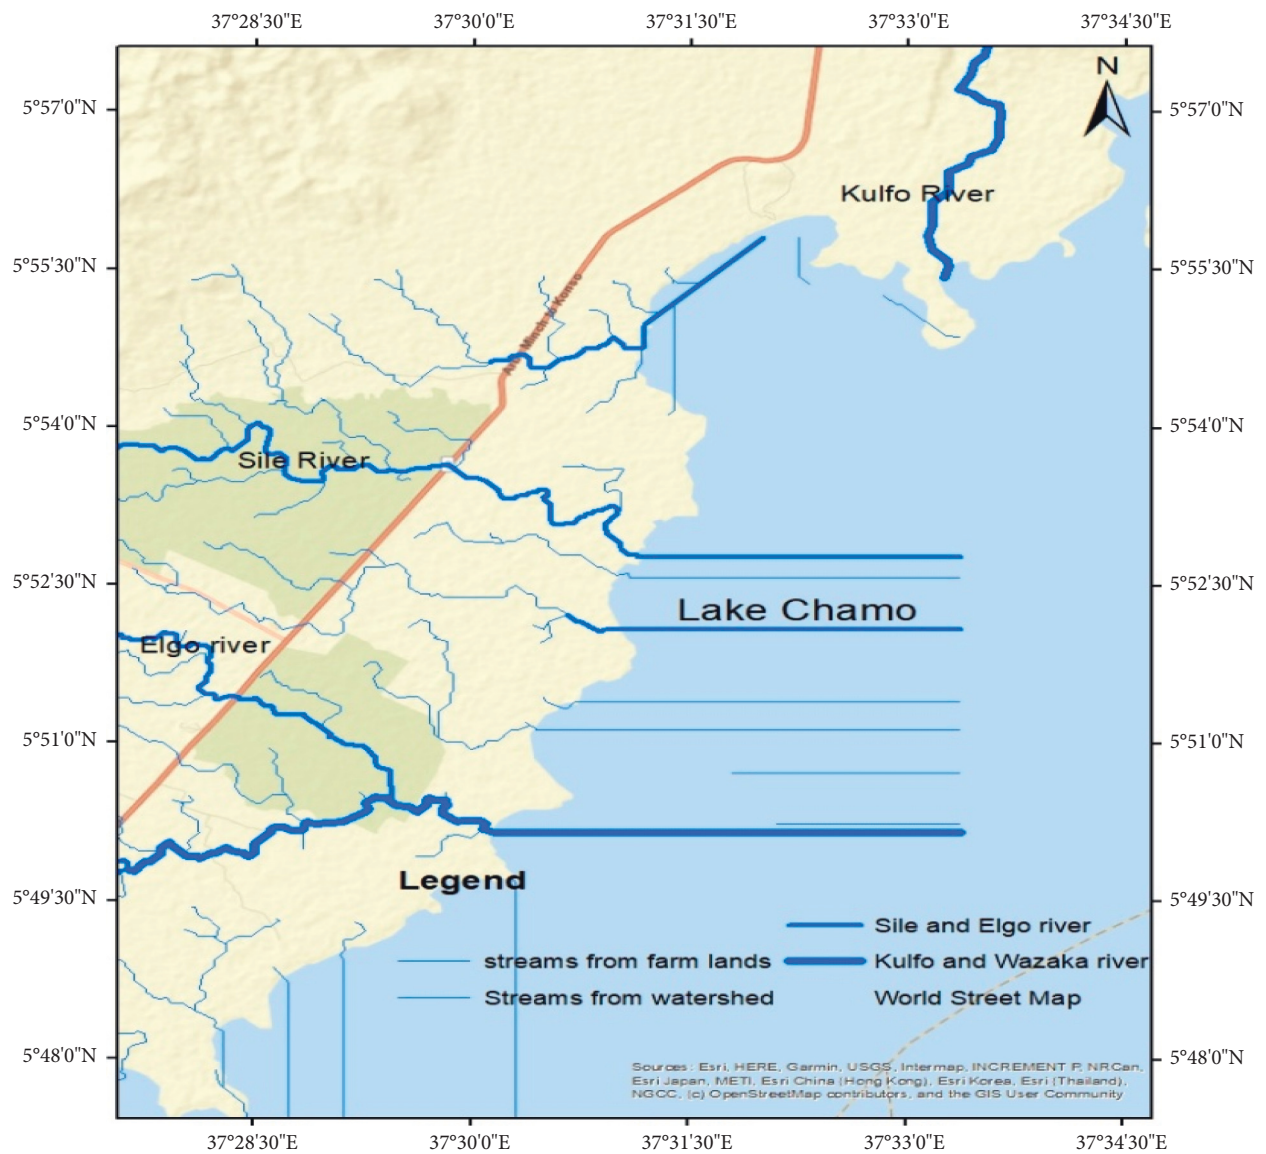 37°28'30"E 37°30'0"E 37°31'30"E 37°33'0"E 37°34'30"E
N
5°57'0"N 5°57'0"N
Kulfo River
5°55'30"N 5°55'30"N
Arba Minch to Konso
5°54'0"N 5°54'0"N
Sile River
5°52'30"N 5°52'30"N
Lake Chamo
Elgo river
5°51'0"N 5°51'0"N
Legend
5°49'30"N 5°49'30"N
Sile and Elgo river
streams from farm lands Kulfo and Wazaka river
Streams from watershed World Street Map
5°48'0"N 5°48'0"N
Sources: Esri, HERE, Garmin, USGS, Intermap, INCREMENT P, NRCan,
Esri Japan, METI, Esri China (Hong Kong), Esri Korea, Esri (Thailand),
NGCC, (c) OpenStreetMap contributors, and the GIS User Community
37°28'30"E 37°30'0"E 37°31'30"E 37°33'0"E 37°34'30"E